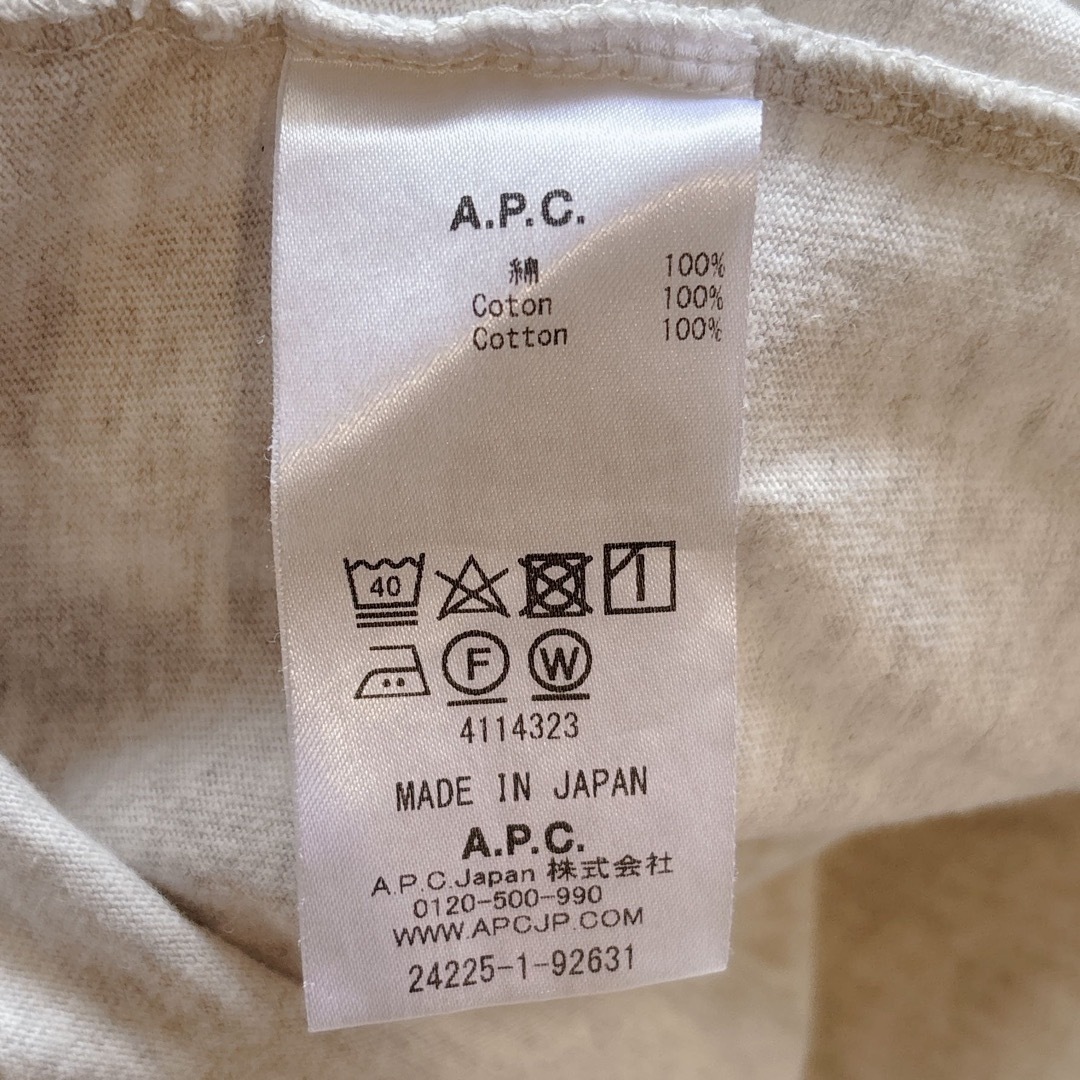 A.P.C.
綿 100%
Coton 100%
Cotton 100%
40
F W
4114323
MADE IN JAPAN
A.P.C.
A.P.C.Japan 株式会社
0120-500-990
WWW.APCJP.COM
24225-1-92631